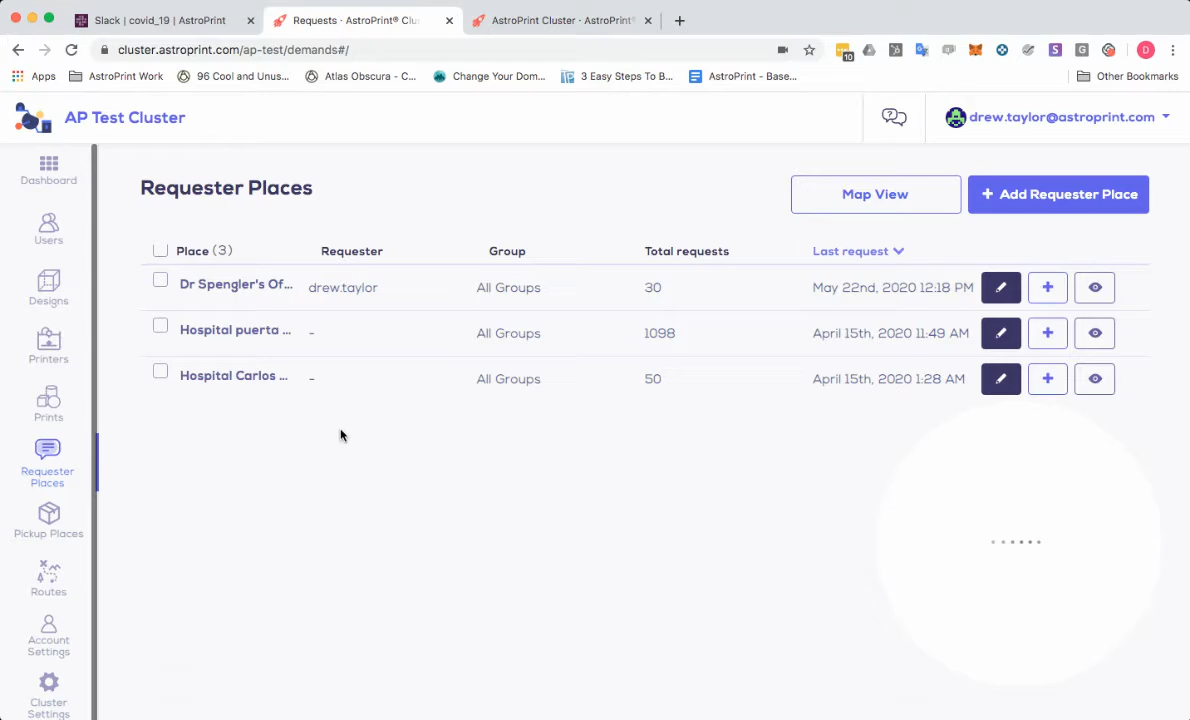 Slack | covid_19 | AstroPrint
Requests · AstroPrint® Clu
AstroPrint Cluster · AstroPrint®
cluster.astroprint.com/ap-test/demands#/
10
D
Apps
AstroPrint Work
96 Cool and Unus...
Atlas Obscura - C...
Change Your Dom...
3 Easy Steps To B...
AstroPrint - Base...
Other Bookmarks
AP Test Cluster
drew.taylor@astroprint.com
Dashboard
Users
Designs
Printers
Prints
Requester
Places
Pickup Places
Routes
Account
Settings
Cluster
Settings
Requester Places
Map View
+ Add Requester Place
Place (3) Requester Group Total requests Last request
Dr Spengler's Of... drew.taylor All Groups 30 May 22nd, 2020 12:18 PM
Hospital puerta ... - All Groups 1098 April 15th, 2020 11:49 AM
Hospital Carlos ... - All Groups 50 April 15th, 2020 1:28 AM